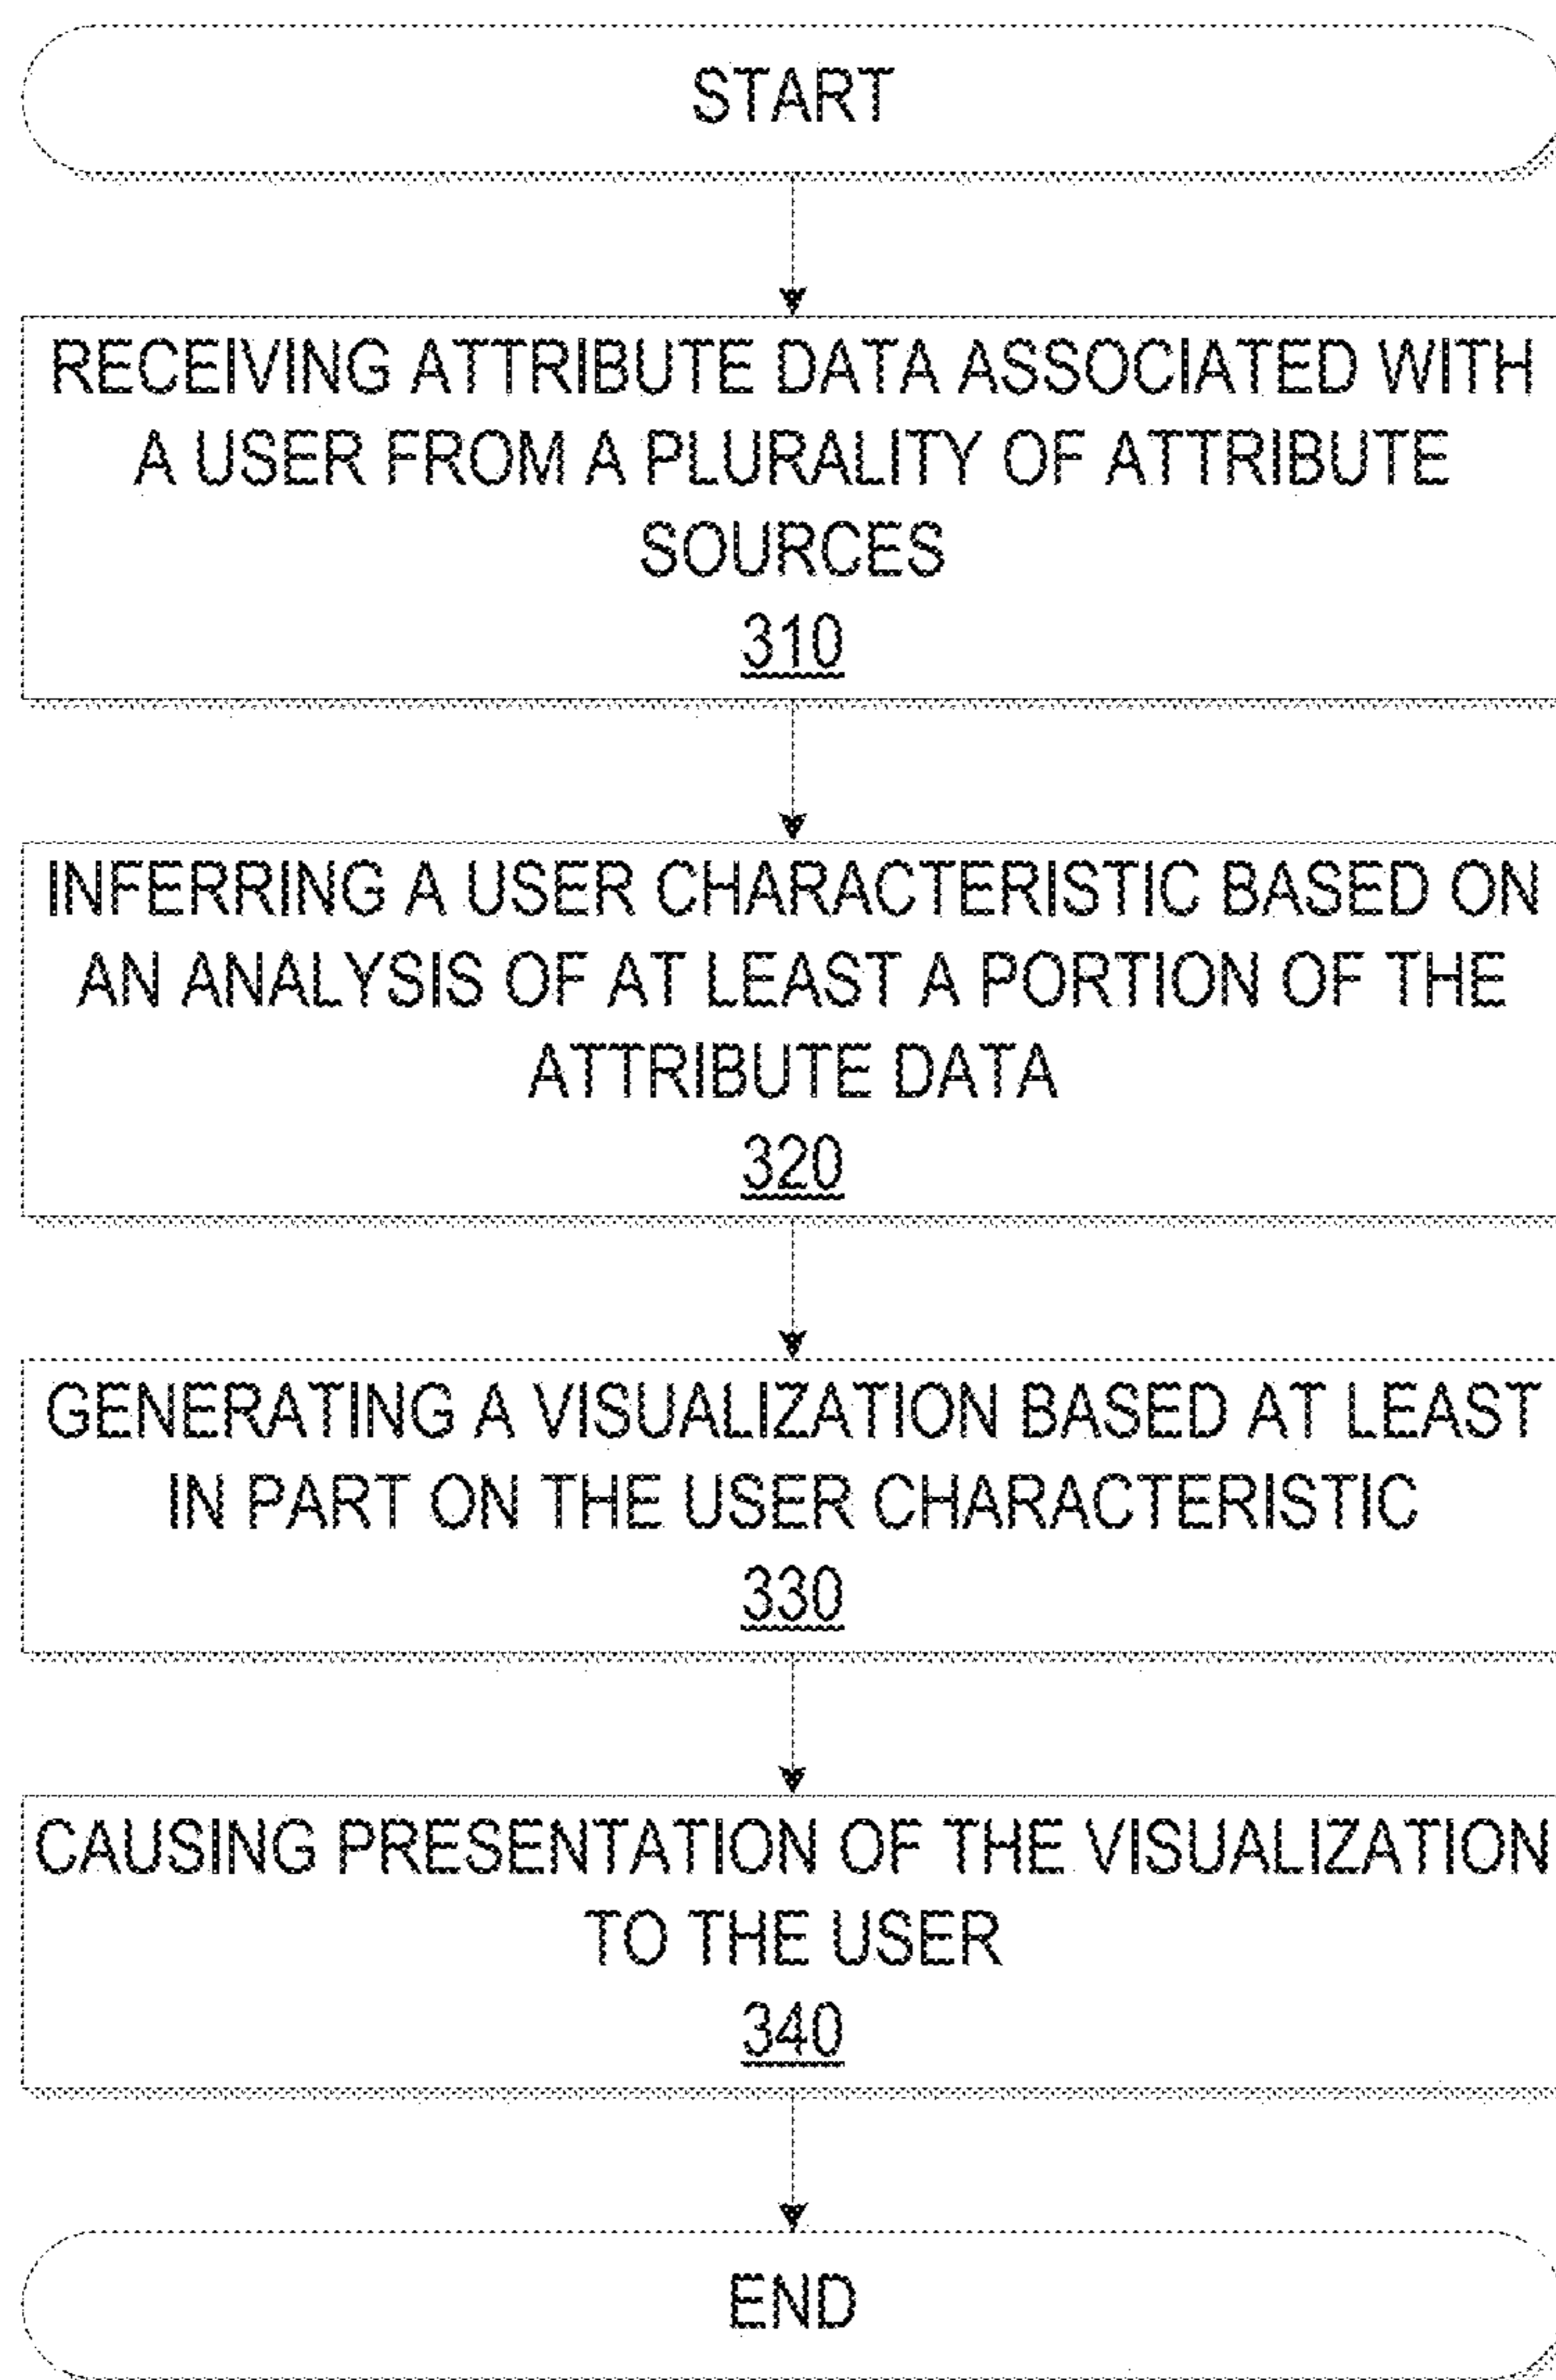 START
RECEIVING ATTRIBUTE DATA ASSOCIATED WITH
A USER FROM A PLURALITY OF ATTRIBUTE
SOURCES
310
INFERRING A USER CHARACTERISTIC BASED ON
AN ANALYSIS OF AT LEAST A PORTION OF THE
ATTRIBUTE DATA
320
GENERATING A VISUALIZATION BASED AT LEAST
IN PART ON THE USER CHARACTERISTIC
330
CAUSING PRESENTATION OF THE VISUALIZATION
TO THE USER
340
END